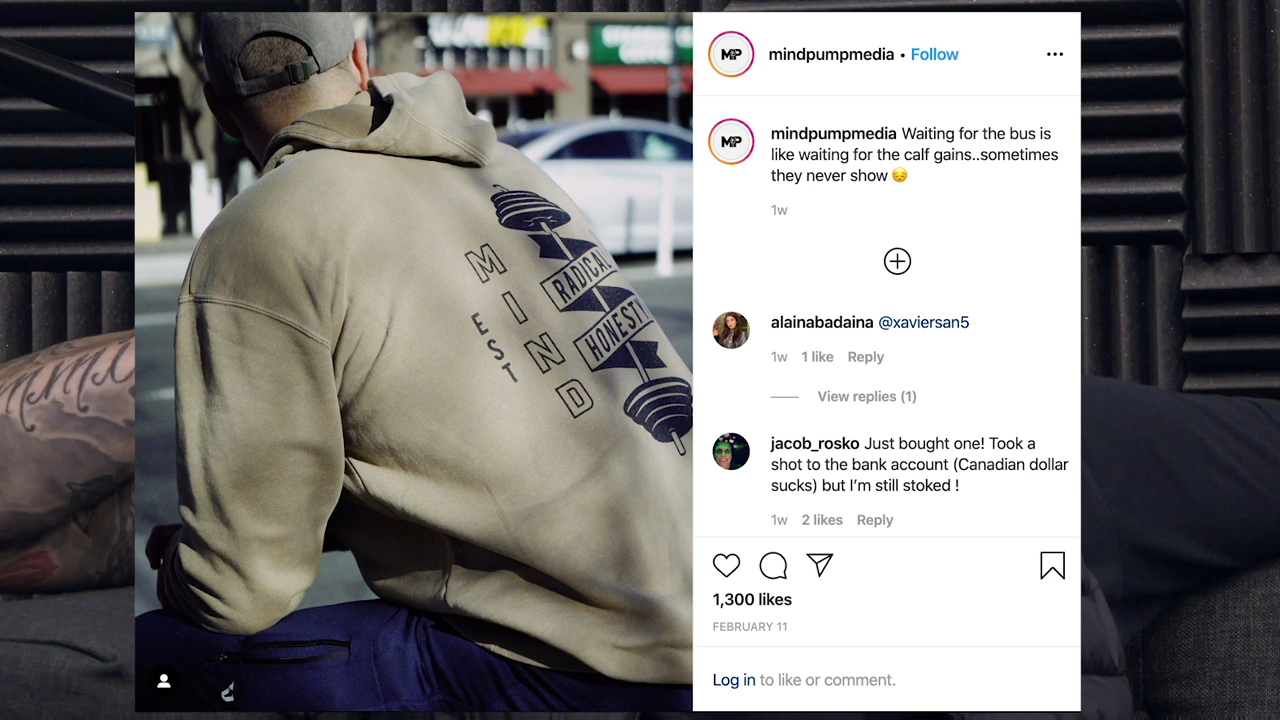 M
I
N
D
EST
RADICAL
HONESTY
MP
mindpumpmedia • Follow
MP
mindpumpmedia Waiting for the bus is
like waiting for the calf gains..sometimes
they never show 😔
1w
alainabadaina @xaviersan5
1w 1 like Reply
View replies (1)
jacob_rosko Just bought one! Took a
shot to the bank account (Canadian dollar
sucks) but I’m still stoked !
1w 2 likes Reply
1,300 likes
FEBRUARY 11
Log in to like or comment.